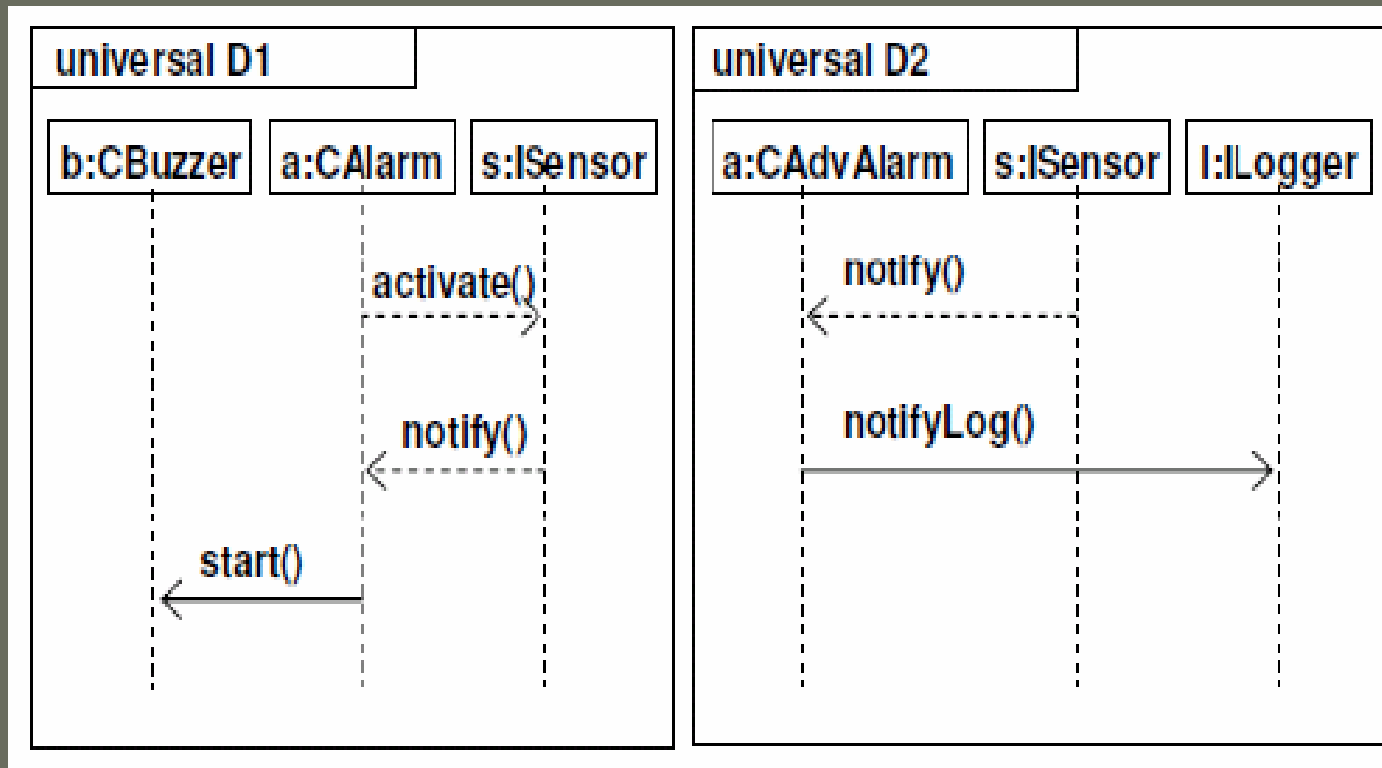 universal D1
b:CBuzzer
a:CAlarm
s:ISensor
activate()
notify()
start()
universal D2
a:CAdvAlarm
s:ISensor
l:ILogger
notify()
notifyLog()